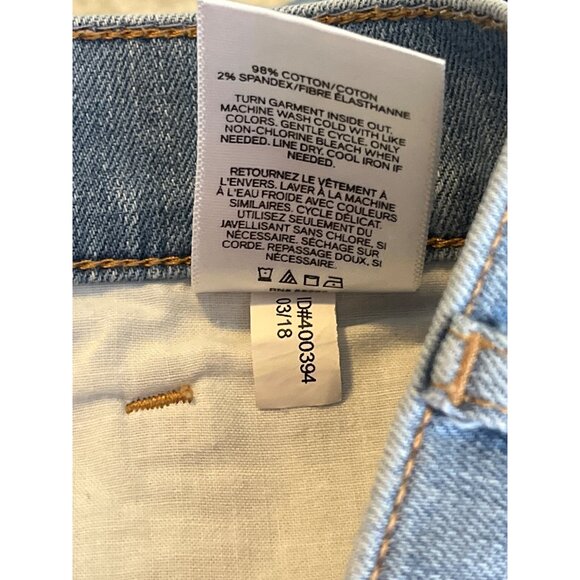 98% COTTON/COTON
2% SPANDEX/FIBRE ÉLASTHANNE
TURN GARMENT INSIDE OUT.
MACHINE WASH COLD WITH LIKE
COLORS. GENTLE CYCLE. ONLY
NON-CHLORINE BLEACH WHEN
NEEDED. LINE DRY. COOL IRON IF
NEEDED.
RETOURNEZ LE VÊTEMENT À
L'ENVERS. LAVER À LA MACHINE
À L'EAU FROIDE AVEC COULEURS
SIMILAIRES. CYCLE DÉLICAT.
UTILISEZ SEULEMENT DU
JAVELLISANT SANS CHLORE, SI
NÉCESSAIRE. SÉCHAGE SUR
CORDE. REPASSAGE DOUX, SI
NÉCESSAIRE.
ID#400394
03/18